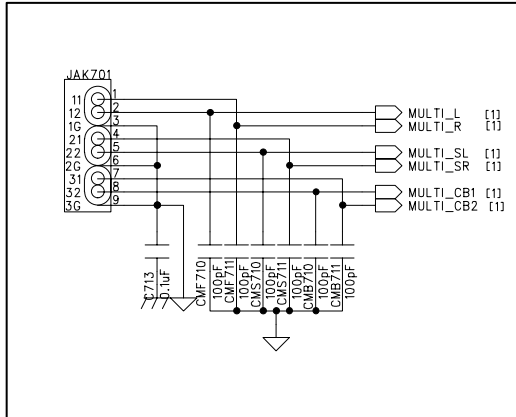 JAK701
11 1
12 2
1G 3
21 4
22 5
2G 6
31 7
32 8
3G 9
MULTI_L [1]
MULTI_R [1]
MULTI_SL [1]
MULTI_SR [1]
MULTI_CB1 [1]
MULTI_CB2 [1]
C713
0.1uF
CMF710
100pF
CMF711
100pF
CMS710
100pF
CMS711
100pF
CMB710
100pF
CMB711
100pF